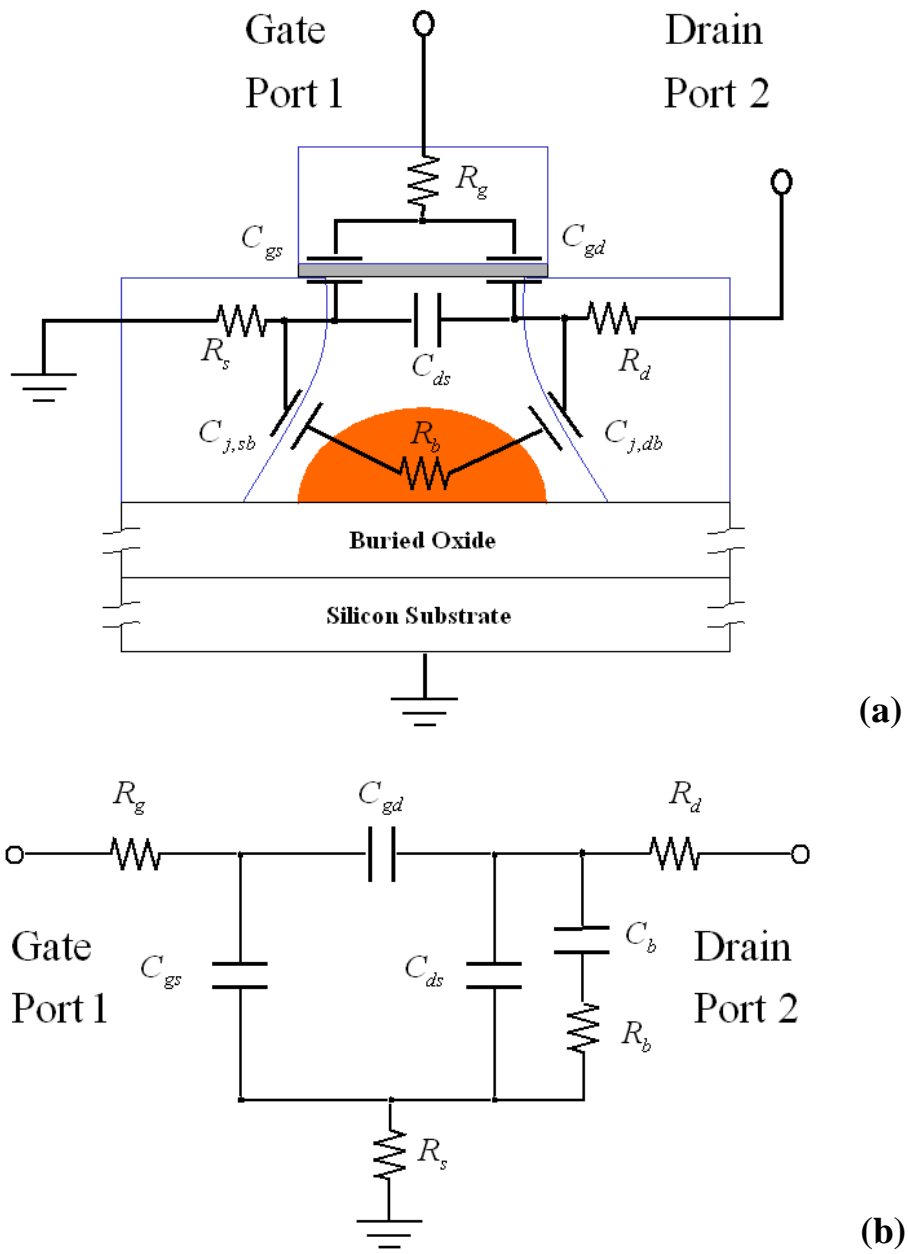 Gate
Port 1
Drain
Port 2
R_g
C_gs
C_gd
R_s
C_ds
R_d
C_j,sb
R_b
C_j,db
Buried Oxide
Silicon Substrate
(a)
R_g
C_gd
R_d
Gate
Port 1
C_gs
C_ds
C_b
R_b
Drain
Port 2
R_s
(b)